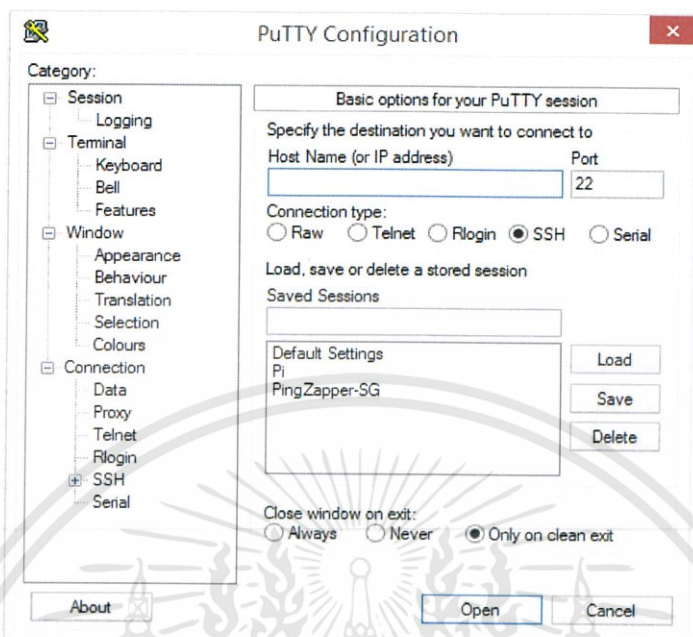 PuTTY Configuration
Category:
Session
Logging
Terminal
Keyboard
Bell
Features
Window
Appearance
Behaviour
Translation
Selection
Colours
Connection
Data
Proxy
Telnet
Rlogin
SSH
Serial
Basic options for your PuTTY session
Specify the destination you want to connect to
Host Name (or IP address) Port
22
Connection type:
Raw Telnet Rlogin SSH Serial
Load, save or delete a stored session
Saved Sessions
Default Settings
Pi
PingZapper-SG
Load
Save
Delete
Close window on exit:
Always Never Only on clean exit
About Open Cancel